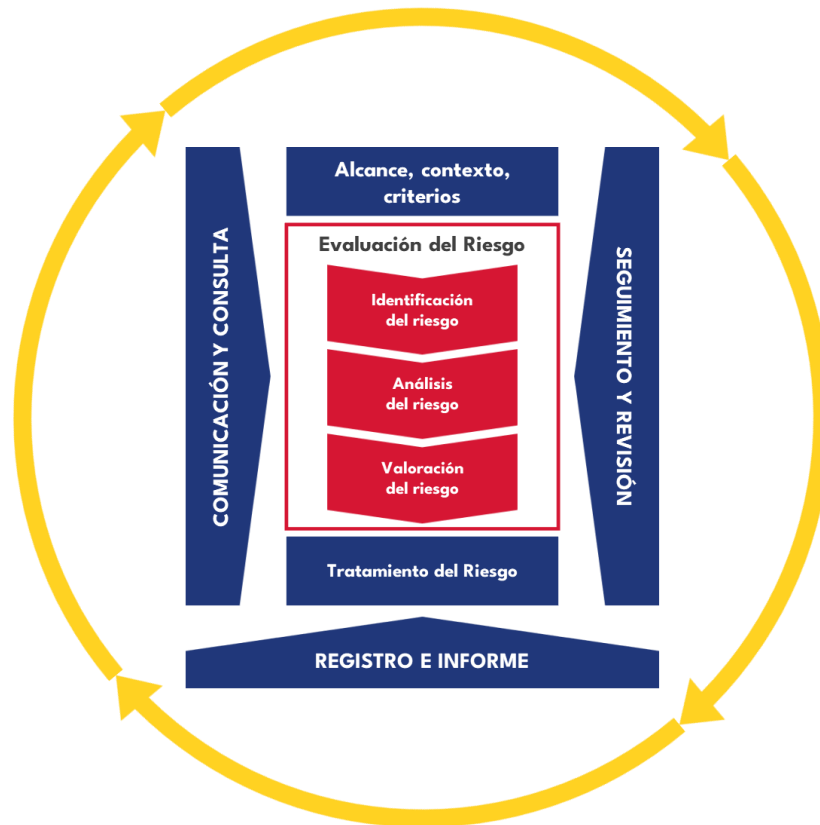 Alcance, contexto,
criterios
Evaluación del Riesgo
Identificación
del riesgo
Análisis
del riesgo
Valoración
del riesgo
Tratamiento del Riesgo
COMUNICACIÓN Y CONSULTA
SEGUIMIENTO Y REVISIÓN
REGISTRO E INFORME